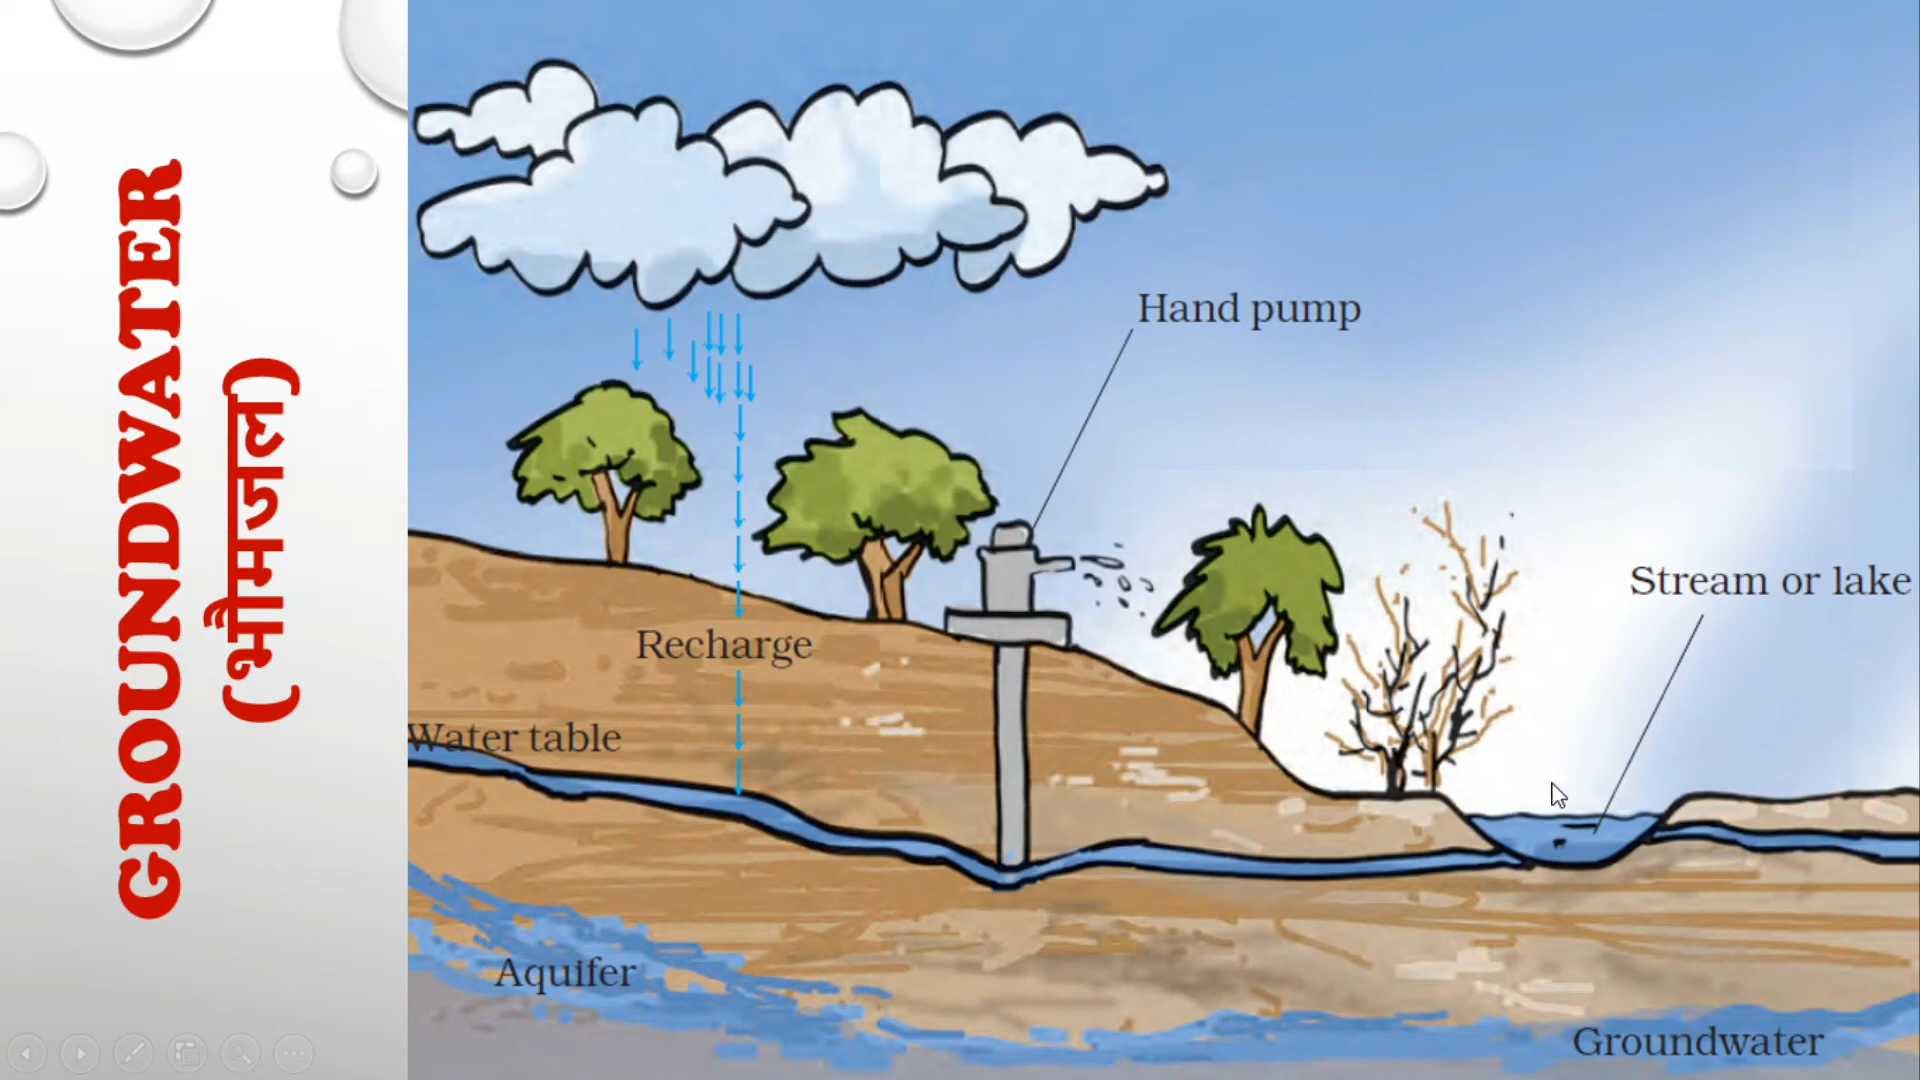 GROUNDWATER
(भौमजल)
Hand pump
Stream or lake
Recharge
Water table
Aquifer
Groundwater